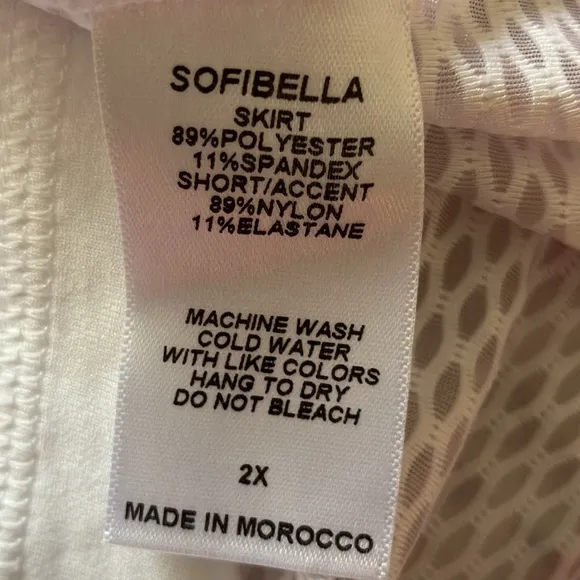 SOFIBELLA
SKIRT
89%POLYESTER
11%SPANDEX
SHORT/ACCENT
89%NYLON
11%ELASTANE
MACHINE WASH
COLD WATER
WITH LIKE COLORS
HANG TO DRY
DO NOT BLEACH
2X
MADE IN MOROCCO